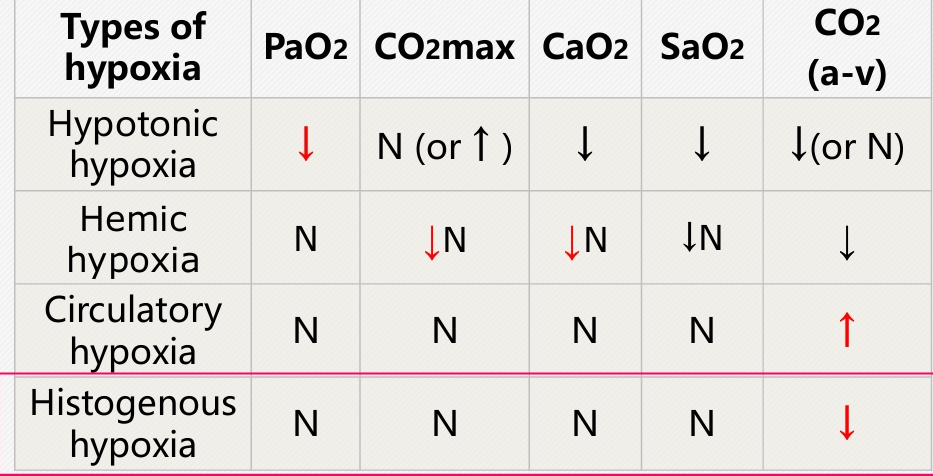 Types of hypoxia PaO2 CO2max CaO2 SaO2 CO2 (a-v)
Hypotonic hypoxia ↓ N (or ↑ ) ↓ ↓ ↓(or N)
Hemic hypoxia N ↓N ↓N ↓N ↓
Circulatory hypoxia N N N N ↑
Histogenous hypoxia N N N N ↓